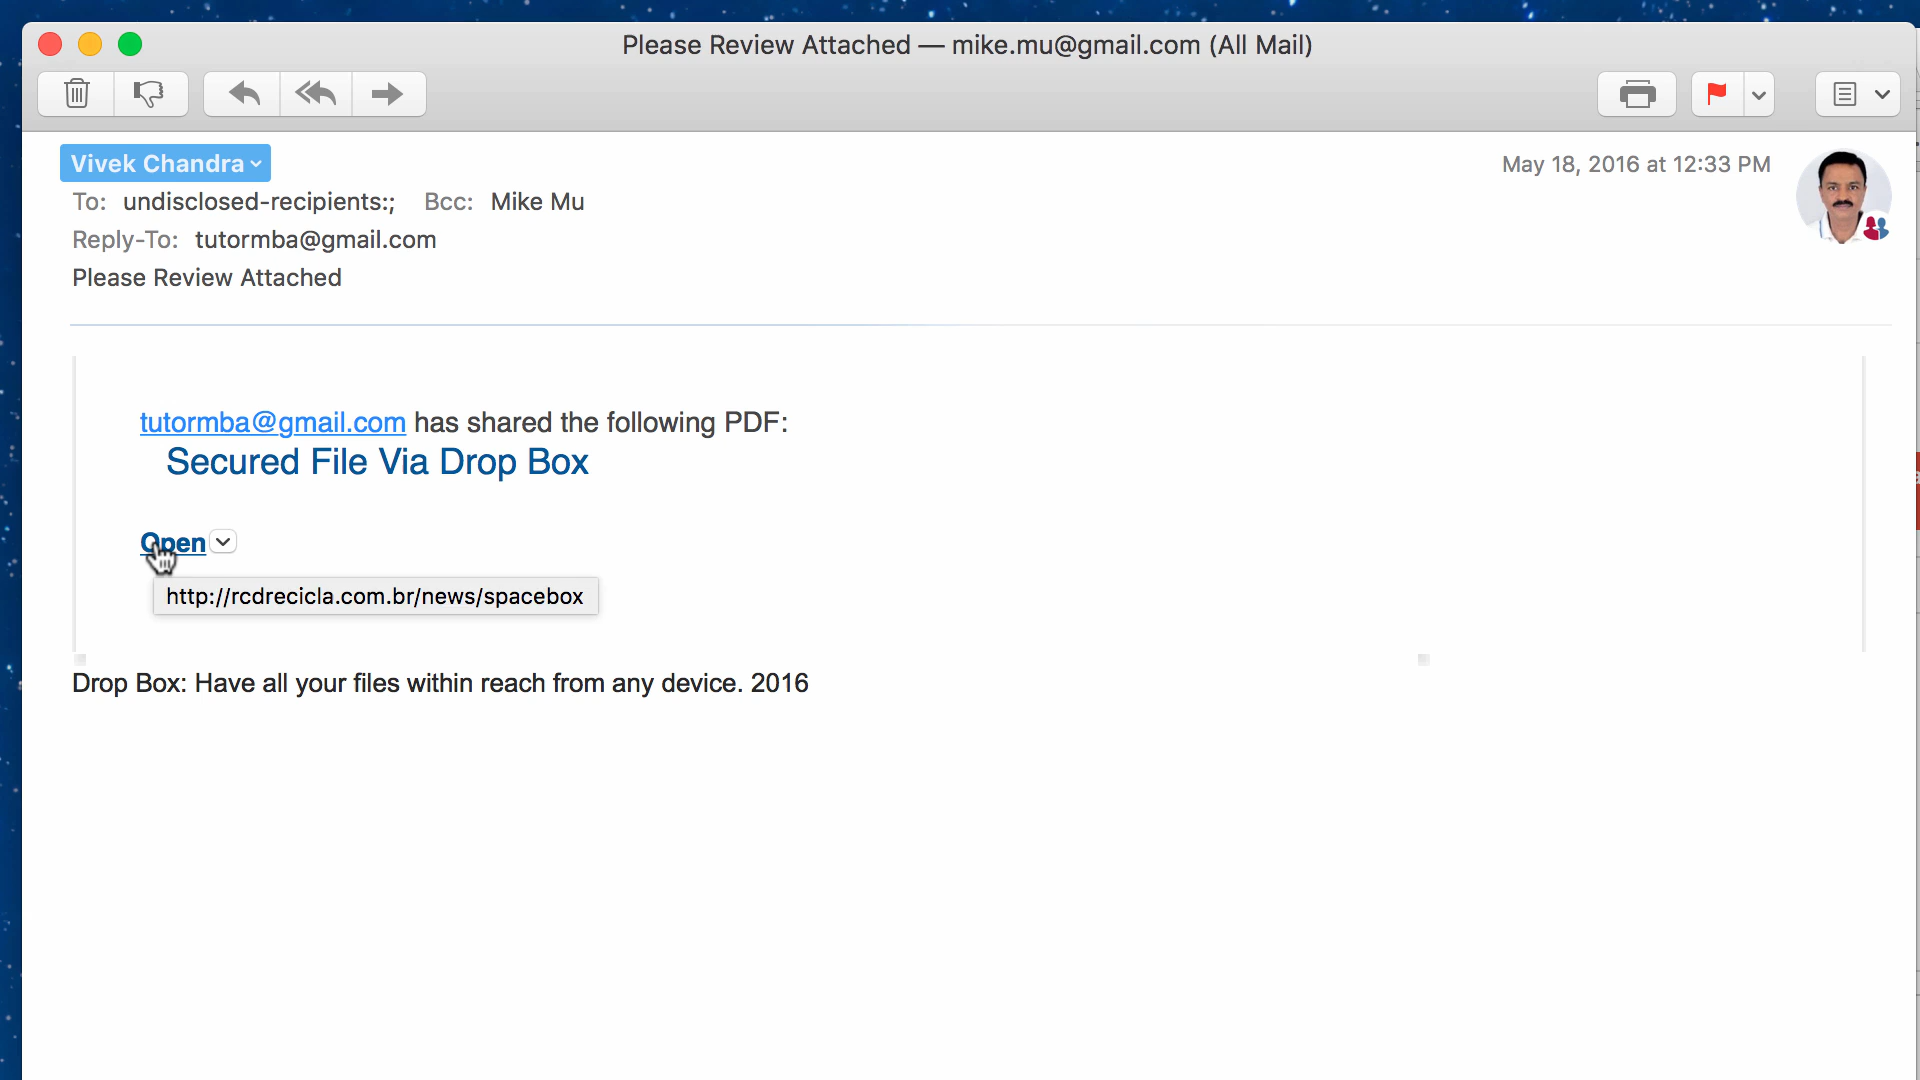 Please Review Attached — mike.mu@gmail.com (All Mail)
Vivek Chandra
May 18, 2016 at 12:33 PM
To: undisclosed-recipients:; Bcc: Mike Mu
Reply-To: tutormba@gmail.com
Please Review Attached
tutormba@gmail.com has shared the following PDF:
Secured File Via Drop Box
Open
http://rcdrecicla.com.br/news/spacebox
Drop Box: Have all your files within reach from any device. 2016